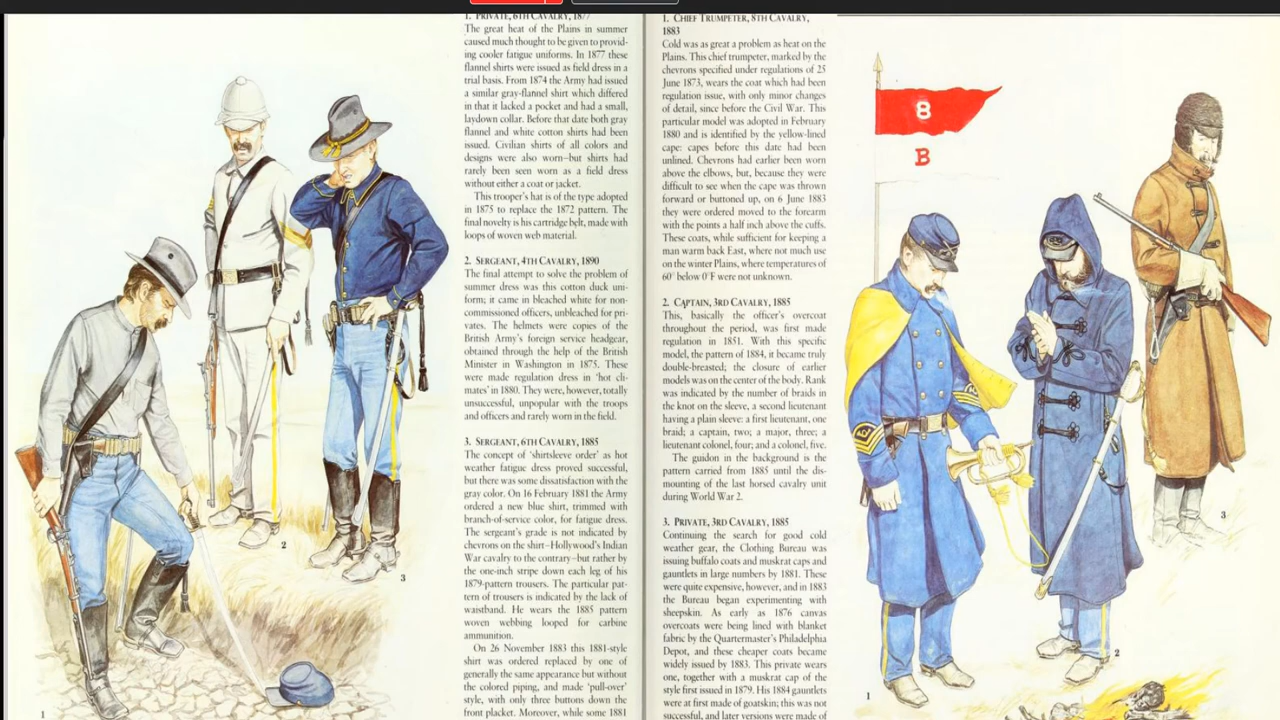 1. PRIVATE, 6TH CAVALRY, 1877
The great heat of the Plains in summer
caused much thought to be given to provid-
ing cooler fatigue uniforms. In 1877 these
flannel shirts were issued as field dress in a
trial basis. From 1874 the Army had issued
a similar gray-flannel shirt which differed
in that it lacked a pocket and had a small,
laydown collar. Before that date both gray
flannel and white cotton shirts had been
issued. Civilian shirts of all colors and
designs were also worn–but shirts had
rarely been seen worn as a field dress
without either a coat or jacket.
This trooper's hat is of the type adopted
in 1875 to replace the 1872 pattern. The
final novelty is his cartridge belt, made with
loops of woven web material.
2. SERGEANT, 4TH CAVALRY, 1890
The final attempt to solve the problem of
summer dress was this cotton duck uni-
form; it came in bleached white for non-
commissioned officers, unbleached for pri-
vates. The helmets were copies of the
British Army's foreign service headgear,
obtained through the help of the British
Minister in Washington in 1875. These
were made regulation dress in 'hot cli-
mates' in 1880. They were, however, totally
unsuccessful, unpopular with the troops
and officers and rarely worn in the field.
3. SERGEANT, 6TH CAVALRY, 1885
The concept of 'shirtsleeve order' as hot
weather fatigue dress proved successful,
but there was some dissatisfaction with the
gray color. On 16 February 1881 the Army
ordered a new blue shirt, trimmed with
branch-of-service color, for fatigue dress.
The sergeant's grade is not indicated by
chevrons on the shirt–Hollywood's Indian
War cavalry to the contrary–but rather by
the one-inch stripe down each leg of his
1879-pattern trousers. The particular pat-
tern of trousers is indicated by the lack of
waistband. He wears the 1885 pattern
woven webbing looped for carbine
ammunition.
On 26 November 1883 this 1881-style
shirt was ordered replaced by one of
generally the same appearance but without
the colored piping, and made 'pull-over'
style, with only three buttons down the
front placket. Moreover, while some 1881
1
2
3
1. CHIEF TRUMPETER, 8TH CAVALRY,
1883
Cold was as great a problem as heat on the
Plains. This chief trumpeter, marked by the
chevrons specified under regulations of 25
June 1873, wears the coat which had been
regulation issue, with only minor changes
of detail, since before the Civil War. This
particular model was adopted in February
1880 and is identified by the yellow-lined
cape: capes before this date had been
unlined. Chevrons had earlier been worn
above the elbows, but, because they were
difficult to see when the cape was thrown
forward or buttoned up, on 6 June 1883
they were ordered moved to the forearm
with the points a half inch above the cuffs.
These coats, while sufficient for keeping a
man warm back East, where not much use
on the winter Plains, where temperatures of
60° below 0°F were not unknown.
2. CAPTAIN, 3RD CAVALRY, 1885
This, basically the officer's overcoat
throughout the period, was first made
regulation in 1851. With this specific
model, the pattern of 1884, it became truly
double-breasted; the closure of earlier
models was on the center of the body. Rank
was indicated by the number of braids in
the knot on the sleeve, a second lieutenant
having a plain sleeve: a first lieutenant, one
braid; a captain, two; a major, three; a
lieutenant colonel, four; and a colonel, five.
The guidon in the background is the
pattern carried from 1885 until the dis-
mounting of the last horsed cavalry unit
during World War 2.
3. PRIVATE, 3RD CAVALRY, 1885
Continuing the search for good cold
weather gear, the Clothing Bureau was
issuing buffalo coats and muskrat caps and
gauntlets in large numbers by 1881. These
were quite expensive, however, and in 1883
the Bureau began experimenting with
sheepskin. As early as 1876 canvas
overcoats were being lined with blanket
fabric by the Quartermaster's Philadelphia
Depot, and these cheaper coats became
widely issued by 1883. This private wears
one, together with a muskrat cap of the
style first issued in 1879. His 1884 gauntlets
were at first made of goatskin; this was not
successful, and later versions were made of
8
B
1
2
3